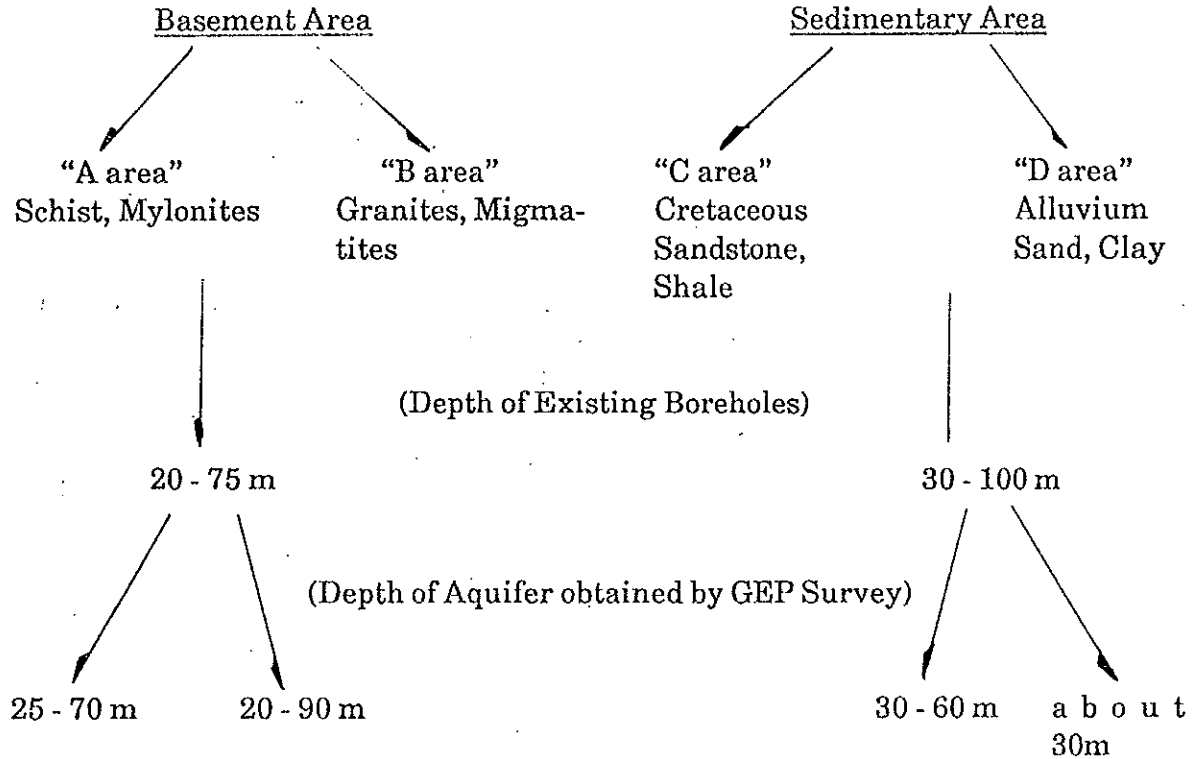 Basement Area
Sedimentary Area
“A area”
Schist, Mylonites
“B area”
Granites, Migma-
tites
“C area”
Cretaceous
Sandstone,
Shale
“D area”
Alluvium
Sand, Clay
(Depth of Existing Boreholes)
20 - 75 m
30 - 100 m
(Depth of Aquifer obtained by GEP Survey)
25 - 70 m
20 - 90 m
30 - 60 m
a b o u t
30m